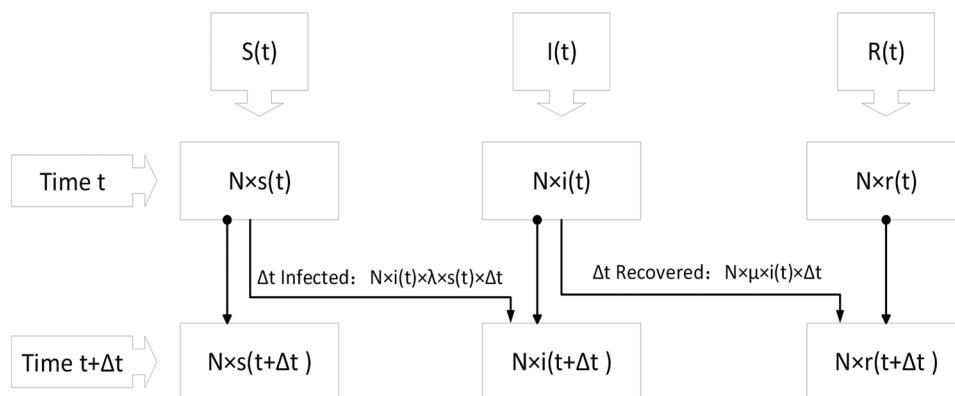 S(t)
I(t)
R(t)
Time t
N×s(t)
N×i(t)
N×r(t)
Δt Infected：N×i(t)×λ×s(t)×Δt
Δt Recovered：N×μ×i(t)×Δt
Time t+Δt
N×s(t+Δt )
N×i(t+Δt )
N×r(t+Δt )